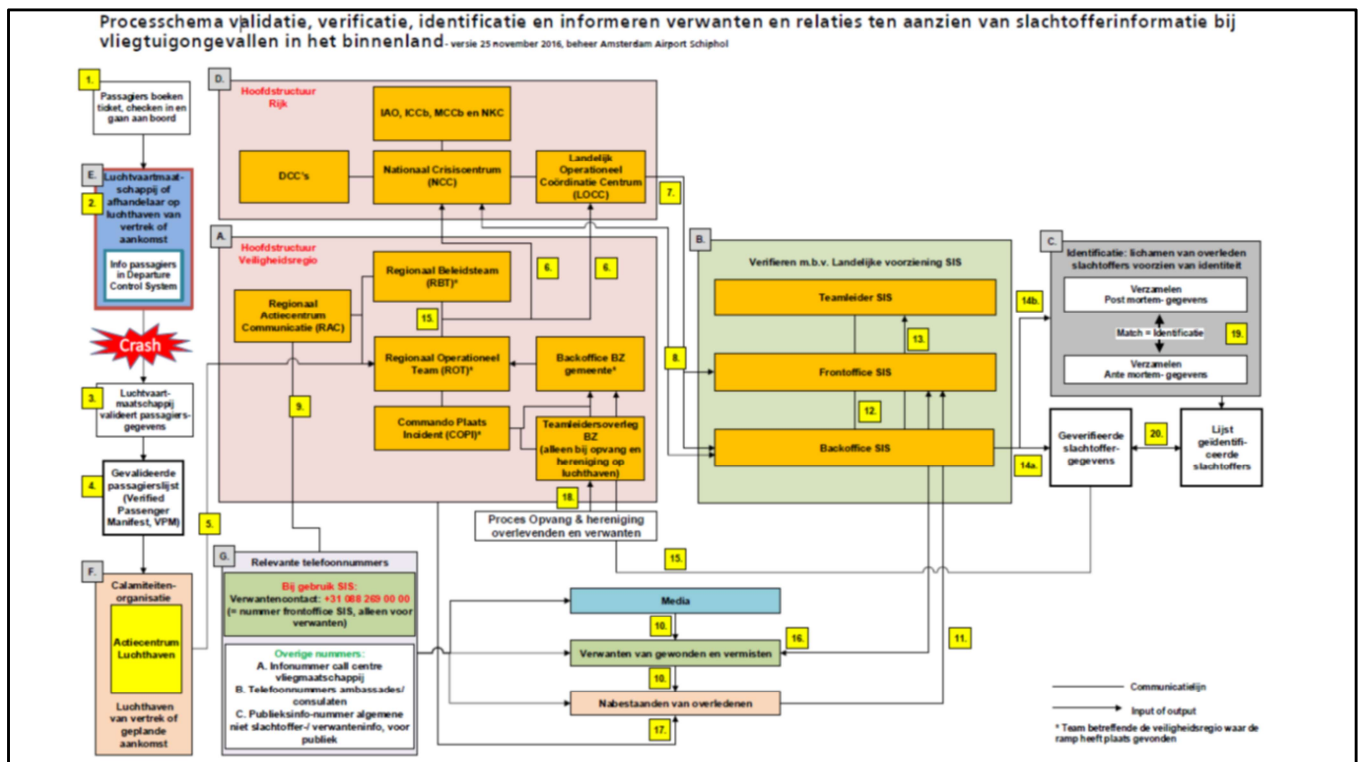 Processchema validatie, verificatie, identificatie en informeren verwanten en relaties ten aanzien van slachtofferinformatie bij
vliegtuigongevallen in het binnenland - versie 25 november 2016, beheer Amsterdam Airport Schiphol
1.
Passagiers boeken
ticket, checken in en
gaan aan boord
E.
2.
Luchtvaartmaat-
schappij of
afhandelaar op
luchthaven van
vertrek of
aankomst
Info passagiers
in Departure
Control System
Crash
3.
Luchtvaart-
maatschappij
valideert passagiers-
gegevens
4.
Gevalideerde
passagierslijst
(Verified
Passenger
Manifest, VPM)
5.
F.
Calamiteiten-
organisatie
Actiecentrum
Luchthaven
Luchthaven
van vertrek of
geplande
aankomst
D.
Hoofdstructuur
Rijk
IAO, ICCb, MCCb en NKC
DCC's
Nationaal Crisiscentrum
(NCC)
Landelijk
Operationeel
Coördinatie Centrum
(LOCC)
7.
A.
Hoofdstructuur
Veiligheidsregio
6.
6.
Regionaal Beleidsteam
(RBT)*
Regionaal
Actiecentrum
Communicatie (RAC)
15.
Regionaal Operationeel
Team (ROT)*
Backoffice BZ
gemeente*
8.
9.
Commando Plaats
Incident (COPI)*
Teamleidersoverleg
BZ
(alleen bij opvang en
hereniging op
luchthaven)
18.
Proces Opvang & hereniging
overlevenden en verwanten
B.
Verifieren m.b.v. Landelijke voorziening SIS
Teamleider SIS
13.
Frontoffice SIS
12.
Backoffice SIS
14b.
14a.
C.
Identificatie: lichamen van overleden
slachtoffers voorzien van identiteit
Verzamelen
Post mortem- gegevens
Match = Identificatie
19.
Verzamelen
Ante mortem- gegevens
Geverifieerde
slachtoffer-
gegevens
20.
Lijst
geïdentifi-
ceerde
slachtoffers
15.
G.
Relevante telefoonnummers
Bij gebruik SIS:
Verwantencontact: +31 088 269 00 00
(= nummer frontoffice SIS, alleen voor
verwanten)
Overige nummers:
A. Infonummer call centre
vliegmaatschappij
B. Telefoonnummers ambassades/
consulaten
C. Publieksinfo-nummer algemene
niet slachtoffer-/ verwanteninfo, voor
publiek
Media
10.
16.
11.
Verwanten van gewonden en vermisten
10.
Nabestaanden van overledenen
17.
Communicatielijn
Input of output
* Team betreffende de veiligheidsregio waar de
ramp heeft plaats gevonden